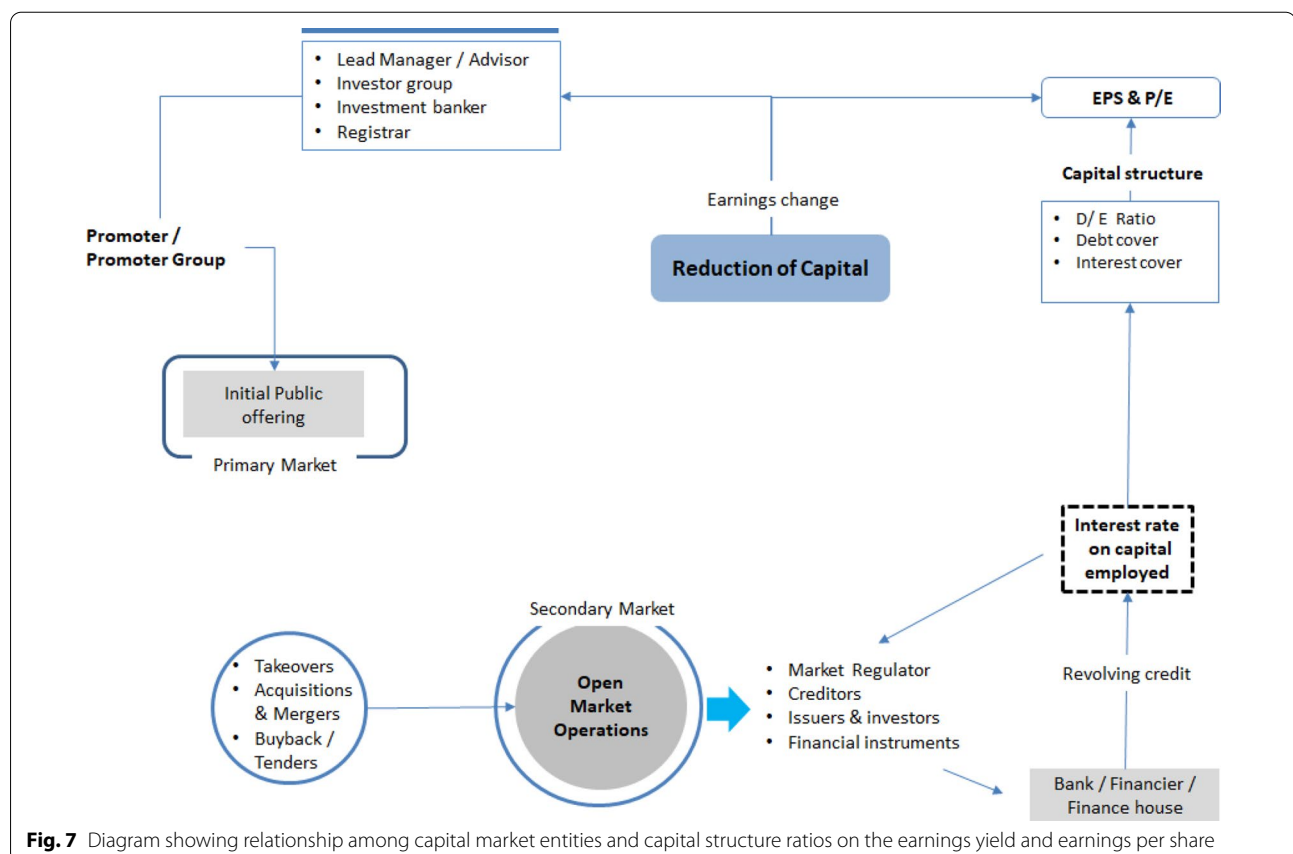 • Lead Manager / Advisor
• Investor group
• Investment banker
• Registrar
EPS & P/E
Capital structure
• D/ E Ratio
• Debt cover
• Interest cover
Earnings change
Reduction of Capital
Promoter /
Promoter Group
Initial Public
offering
Primary Market
Interest rate
on capital
employed
Secondary Market
• Takeovers
• Acquisitions
& Mergers
• Buyback /
Tenders
Open
Market
Operations
• Market Regulator
• Creditors
• Issuers & investors
• Financial instruments
Revolving credit
Bank / Financier /
Finance house
Fig. 7 Diagram showing relationship among capital market entities and capital structure ratios on the earnings yield and earnings per share